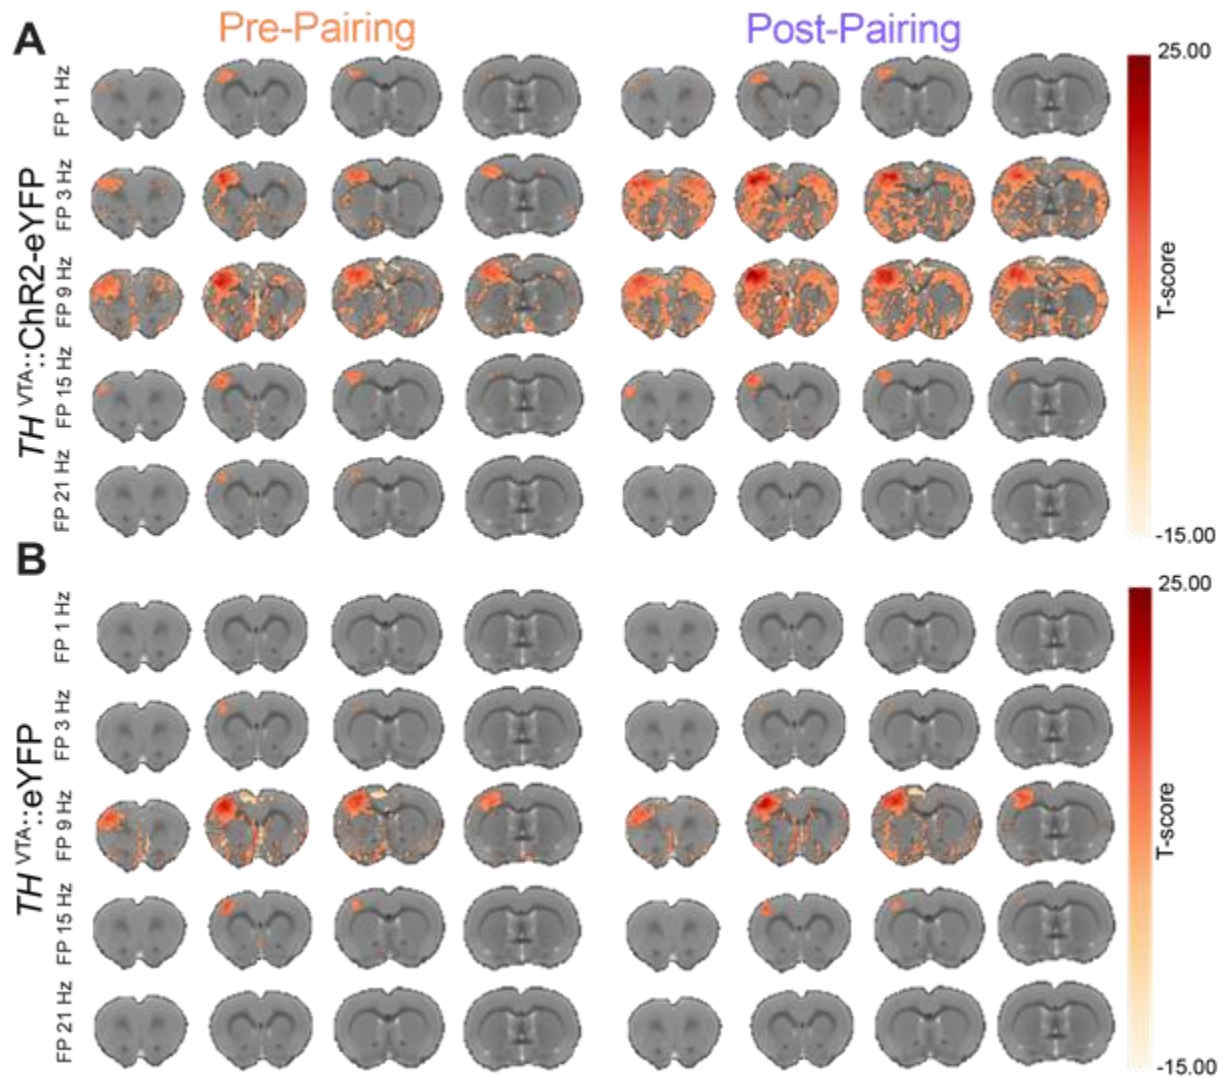 A
Pre-Pairing
Post-Pairing
25.00
FP 1 Hz
FP 3 Hz
FP 9 Hz
FP 15 Hz
FP 21 Hz
TH VTA::ChR2-eYFP
T-score
-15.00
B
25.00
FP 1 Hz
FP 3 Hz
FP 9 Hz
FP 15 Hz
FP 21 Hz
TH VTA::eYFP
T-score
-15.00